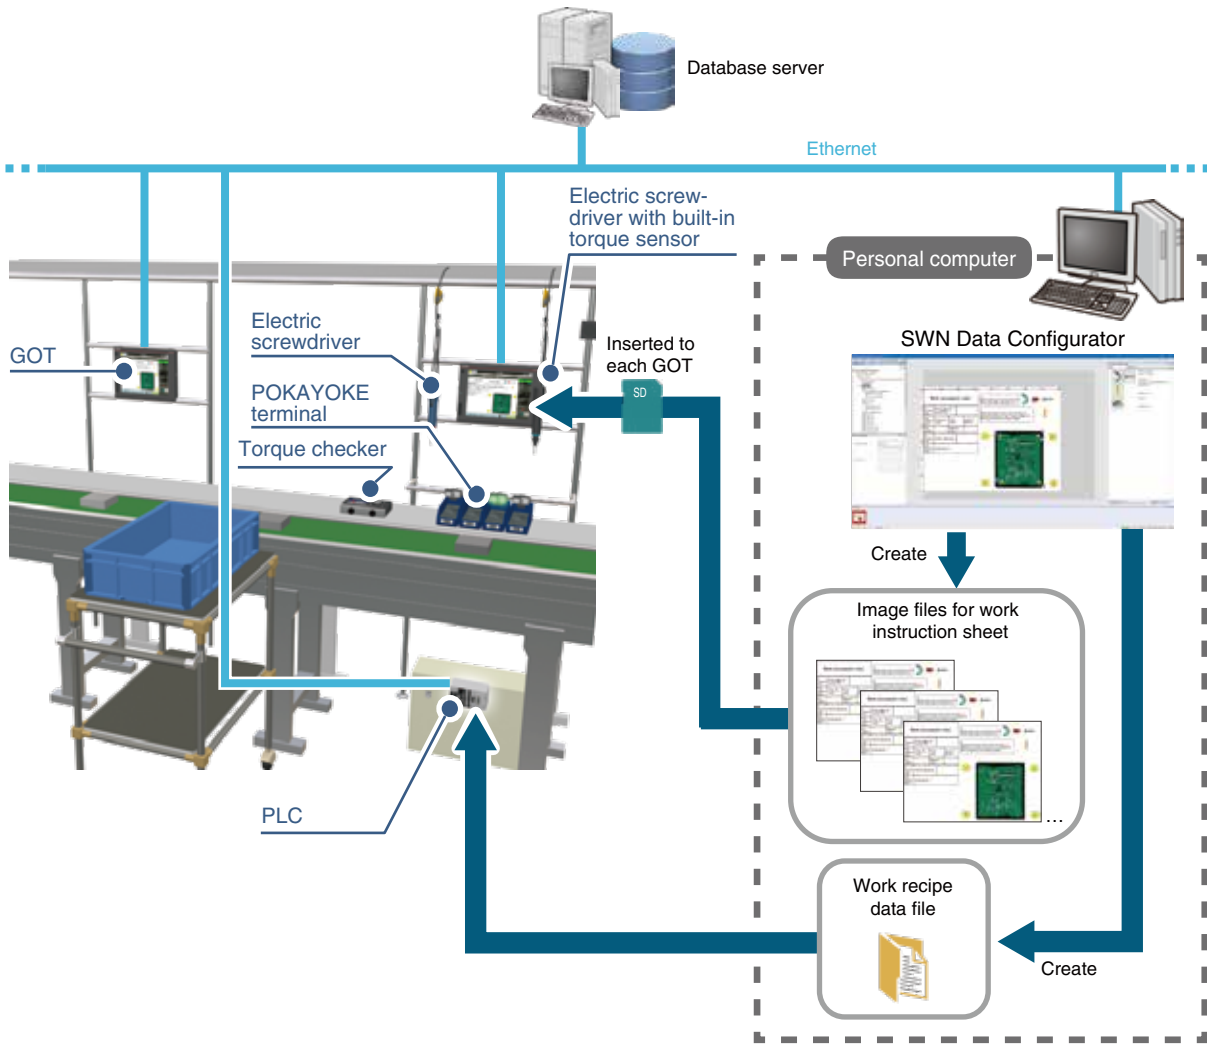 Database server
Ethernet
Electric screw-
driver with built-in
torque sensor
Personal computer
Electric
screwdriver
Inserted to
each GOT
SWN Data Configurator
GOT
POKAYOKE
terminal
SD
Torque checker
Create
Image files for work
instruction sheet
...
PLC
Work recipe
data file
Create